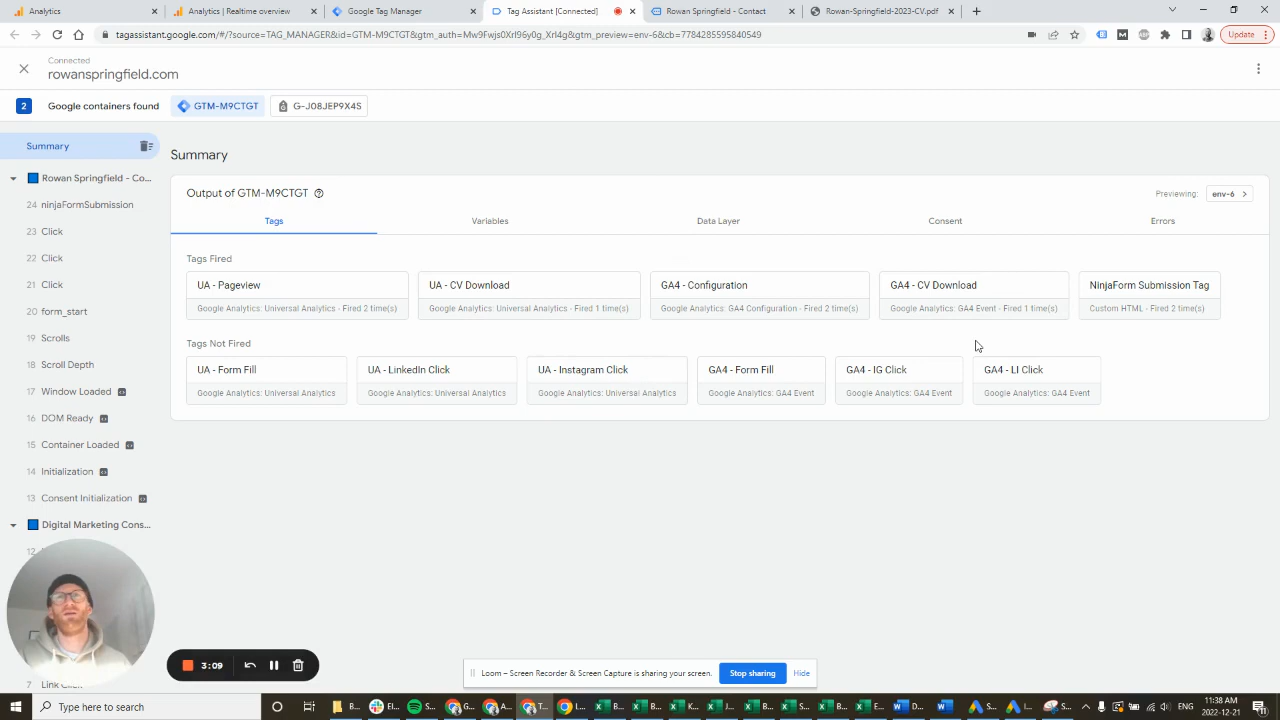 Analytics
Analytics | Realtime overview
Google Tag Manager
Tag Assistant [Connected]
Rowan Springfield - Contact
Rowan-Springfield-2023-CV.pdf
tagassistant.google.com/#/?source=TAG_MANAGER&id=GTM-M9CTGT&gtm_auth=Mw9Fwjs0Xrl96y0g_Xrl4g&gtm_preview=env-6&cb=7784285595840549
Update
Connected
rowanspringfield.com
2
Google containers found
GTM-M9CTGT
G-J08JEP9X4S
Summary
Rowan Springfield - Co...
24 ninjaFormSubmission
23 Click
22 Click
21 Click
20 form_start
19 Scrolls
18 Scroll Depth
17 Window Loaded
16 DOM Ready
15 Container Loaded
14 Initialization
13 Consent Initialization
Digital Marketing Cons...
12
7 Link Click
Summary
Output of GTM-M9CTGT
Previewing: env-6
Tags
Variables
Data Layer
Consent
Errors
Tags Fired
UA - Pageview
Google Analytics: Universal Analytics - Fired 2 time(s)
UA - CV Download
Google Analytics: Universal Analytics - Fired 1 time(s)
GA4 - Configuration
Google Analytics: GA4 Configuration - Fired 2 time(s)
GA4 - CV Download
Google Analytics: GA4 Event - Fired 1 time(s)
NinjaForm Submission Tag
Custom HTML - Fired 2 time(s)
Tags Not Fired
UA - Form Fill
Google Analytics: Universal Analytics
UA - LinkedIn Click
Google Analytics: Universal Analytics
UA - Instagram Click
Google Analytics: Universal Analytics
GA4 - Form Fill
Google Analytics: GA4 Event
GA4 - IG Click
Google Analytics: GA4 Event
GA4 - LI Click
Google Analytics: GA4 Event
3:09
Loom – Screen Recorder & Screen Capture is sharing your screen.
Stop sharing
Hide
Type here to search
B...
Fl...
S...
G...
A...
T...
L...
B...
B...
K...
J...
B...
S...
B...
E...
D...
S...
I...
ENG
11:38 AM
2022-12-21